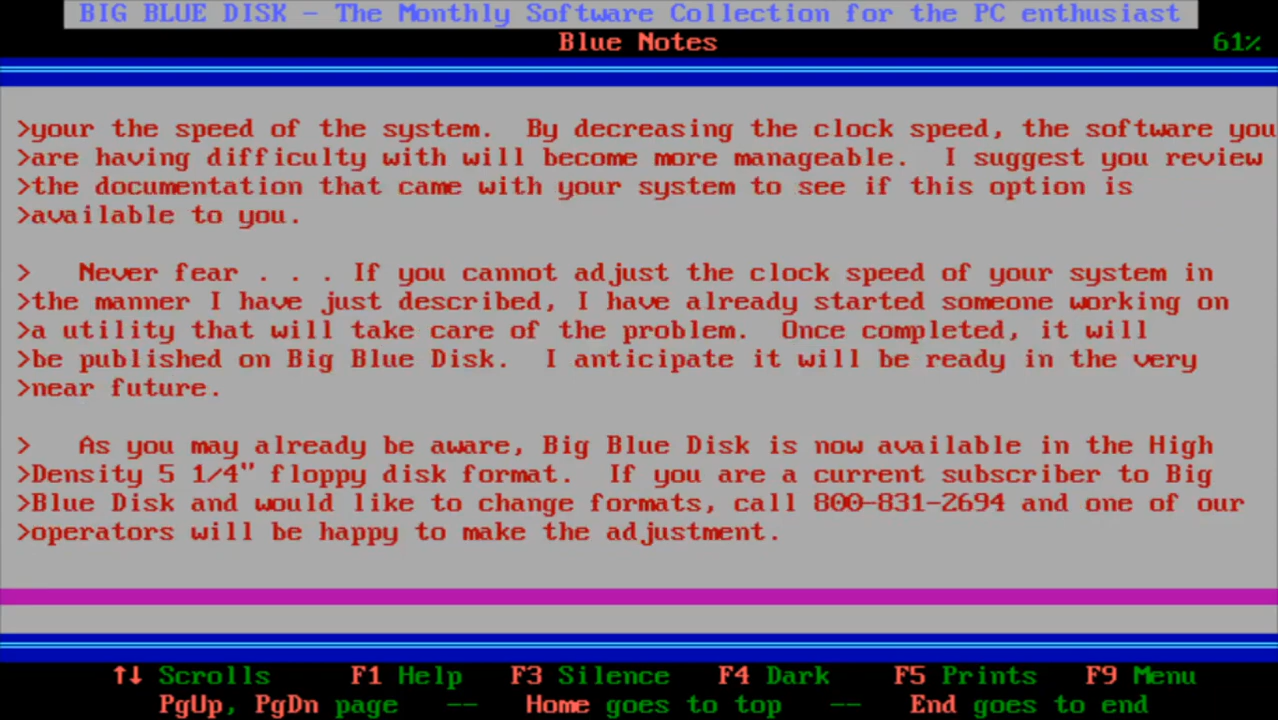 BIG BLUE DISK - The Monthly Software Collection for the PC enthusiast
Blue Notes 61%
>your the speed of the system.  By decreasing the clock speed, the software you
>are having difficulty with will become more manageable.  I suggest you review
>the documentation that came with your system to see if this option is
>available to you.
>   Never fear . . . If you cannot adjust the clock speed of your system in
>the manner I have just described, I have already started someone working on
>a utility that will take care of the problem.  Once completed, it will
>be published on Big Blue Disk.  I anticipate it will be ready in the very
>near future.
>   As you may already be aware, Big Blue Disk is now available in the High
>Density 5 1/4" floppy disk format.  If you are a current subscriber to Big
>Blue Disk and would like to change formats, call 800-831-2694 and one of our
>operators will be happy to make the adjustment.
↑↓ Scrolls F1 Help F3 Silence F4 Dark F5 Prints F9 Menu
PgUp, PgDn page -- Home goes to top -- End goes to end